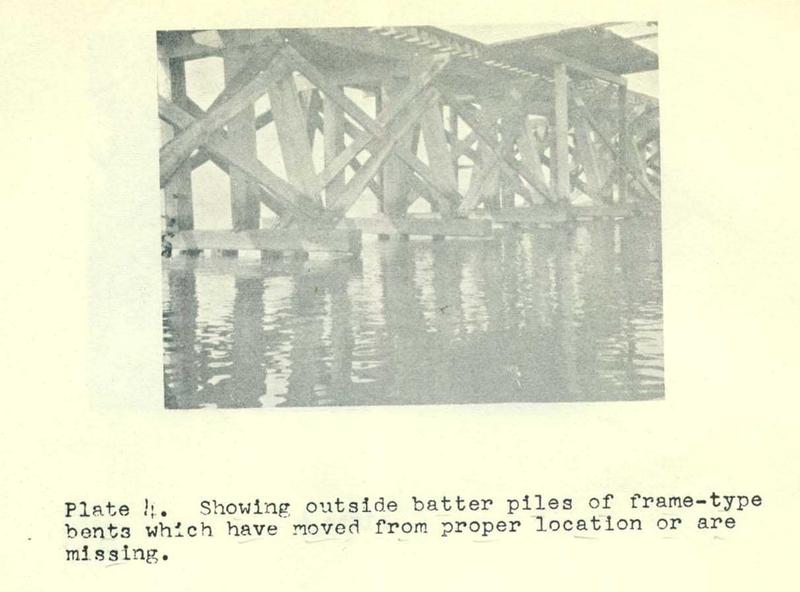 Plate 4. Showing outside batter piles of frame-type
bents which have moved from proper location or are
missing.